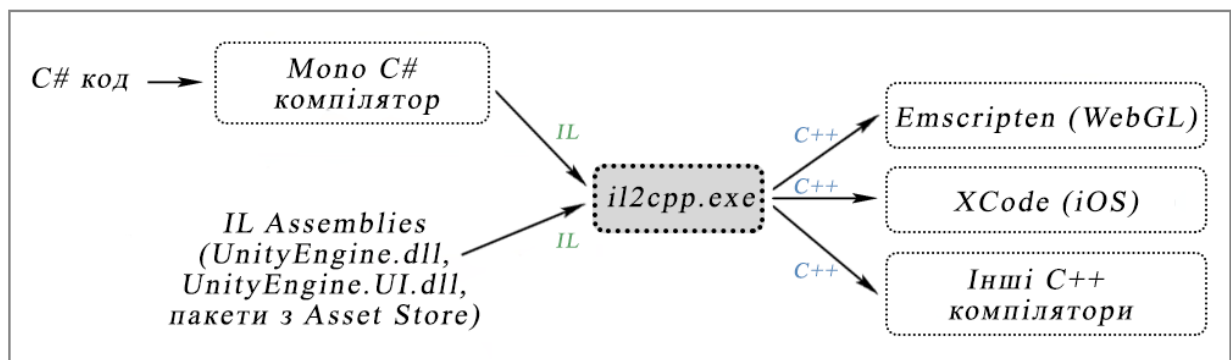 C# код
Mono C#
компілятор
IL
IL Assemblies
(UnityEngine.dll,
UnityEngine.UI.dll,
пакети з Asset Store)
IL
il2cpp.exe
C++
Emscripten (WebGL)
C++
XCode (iOS)
C++
Інші C++
компілятори